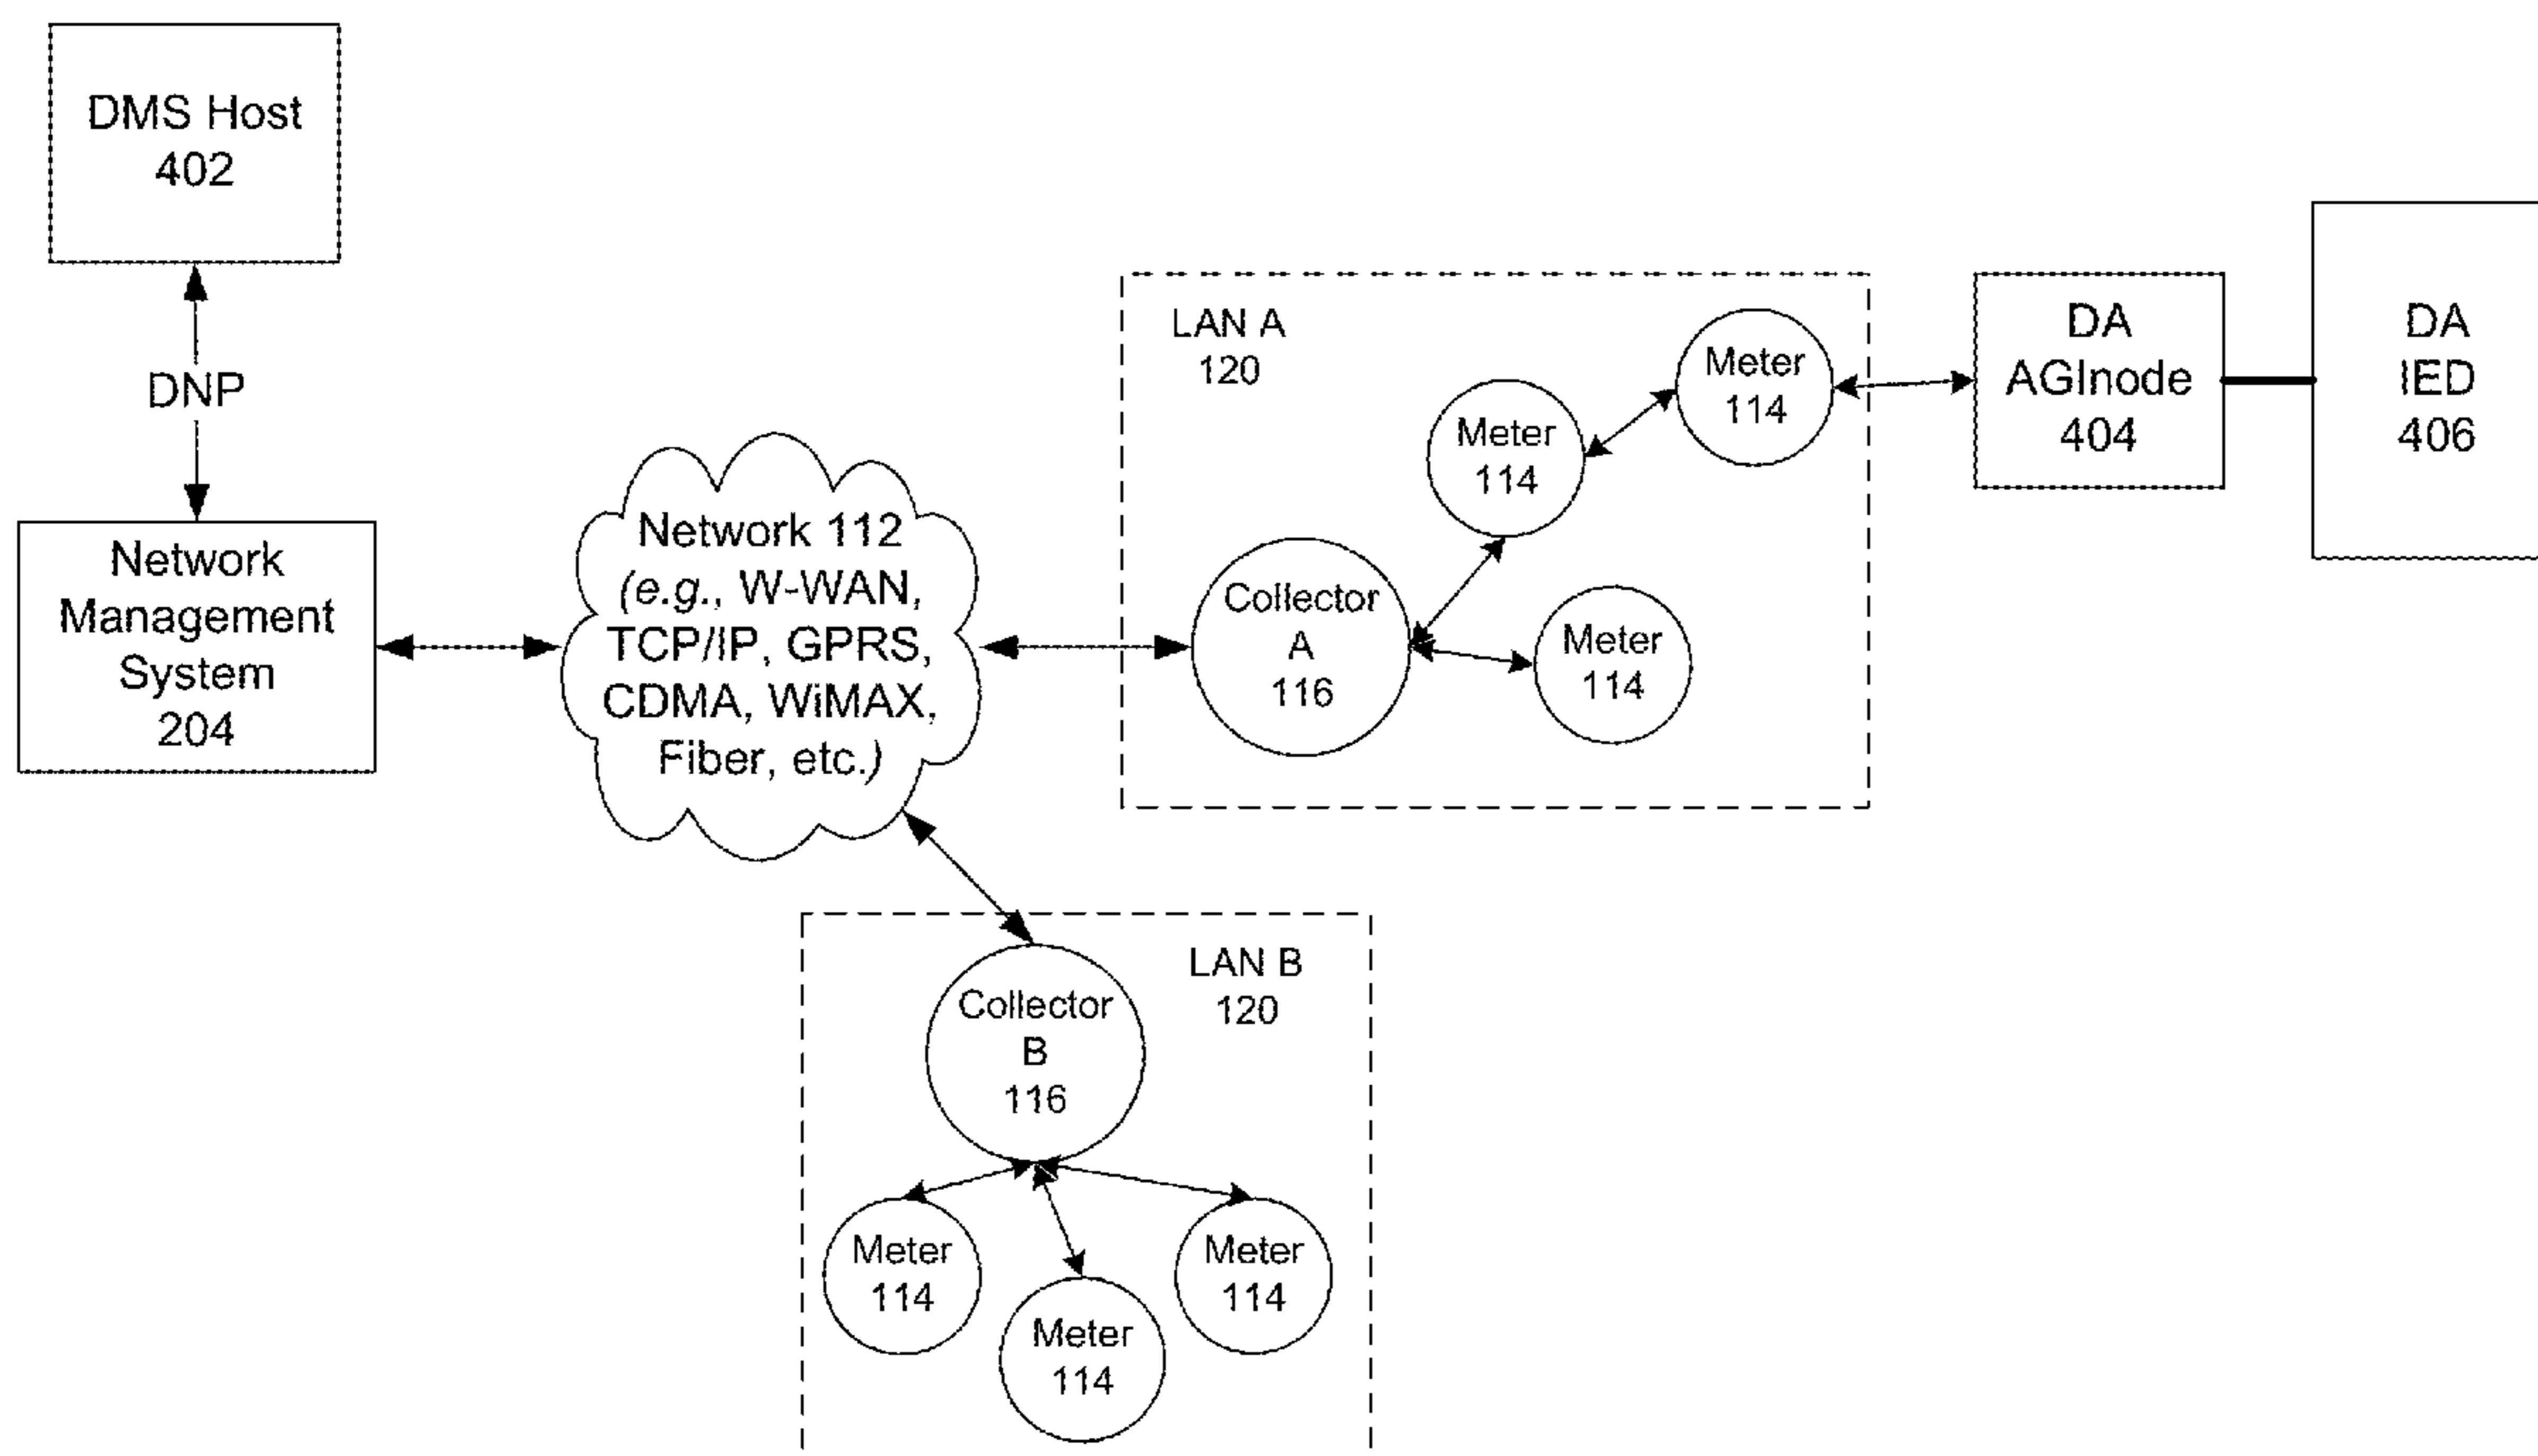 DMS Host
402
DNP
Network
Management
System
204
Network 112
(e.g., W-WAN,
TCP/IP, GPRS,
CDMA, WiMAX,
Fiber, etc.)
LAN A
120
Collector
A
116
Meter
114
Meter
114
Meter
114
DA
AGInode
404
DA
IED
406
LAN B
120
Collector
B
116
Meter
114
Meter
114
Meter
114